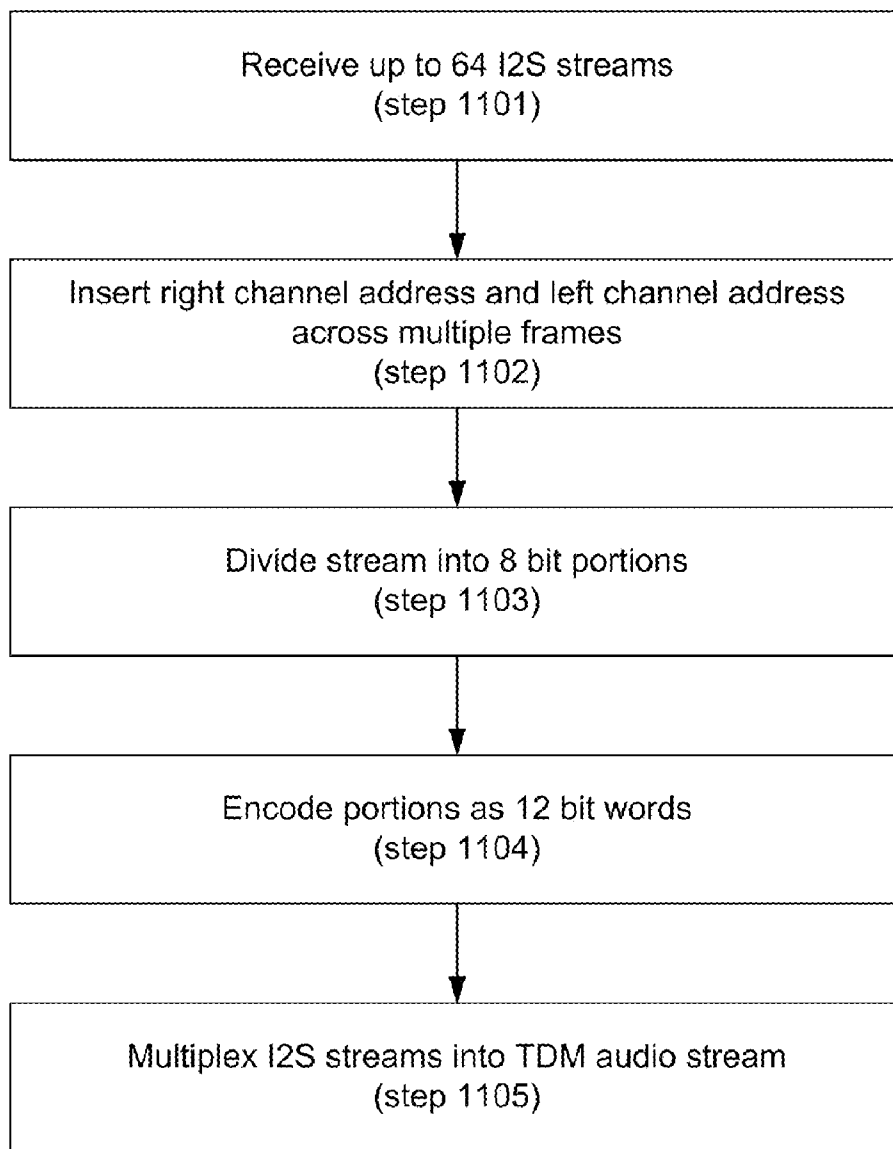 Receive up to 64 I2S streams
(step 1101)
Insert right channel address and left channel address
across multiple frames
(step 1102)
Divide stream into 8 bit portions
(step 1103)
Encode portions as 12 bit words
(step 1104)
Multiplex I2S streams into TDM audio stream
(step 1105)